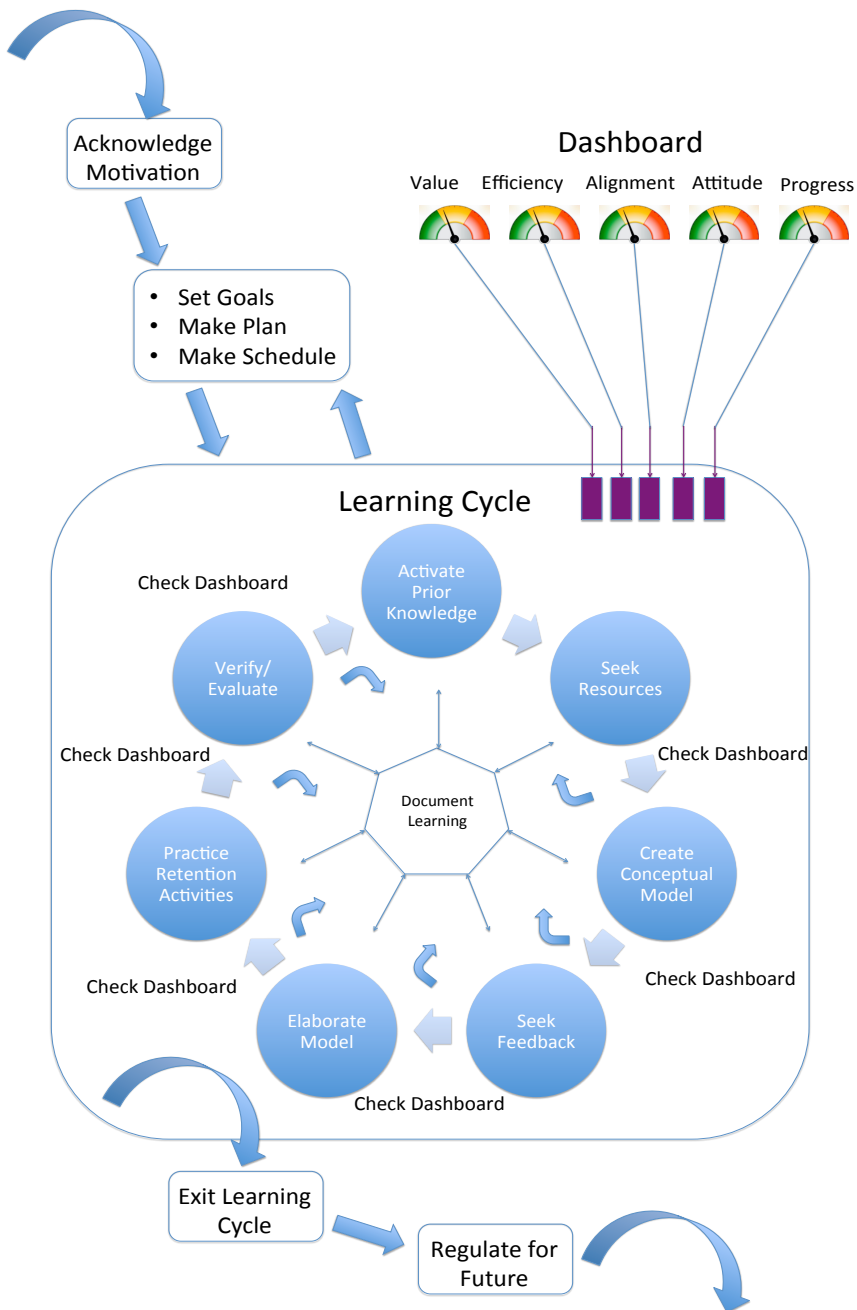 Acknowledge
Motivation
Dashboard
Value
Efficiency
Alignment
Attitude
Progress
• Set Goals
• Make Plan
• Make Schedule
Learning Cycle
Activate
Prior
Knowledge
Check Dashboard
Verify/
Evaluate
Seek
Resources
Check Dashboard
Check Dashboard
Document
Learning
Practice
Retention
Activities
Create
Conceptual
Model
Check Dashboard
Check Dashboard
Elaborate
Model
Seek
Feedback
Check Dashboard
Exit Learning
Cycle
Regulate for
Future